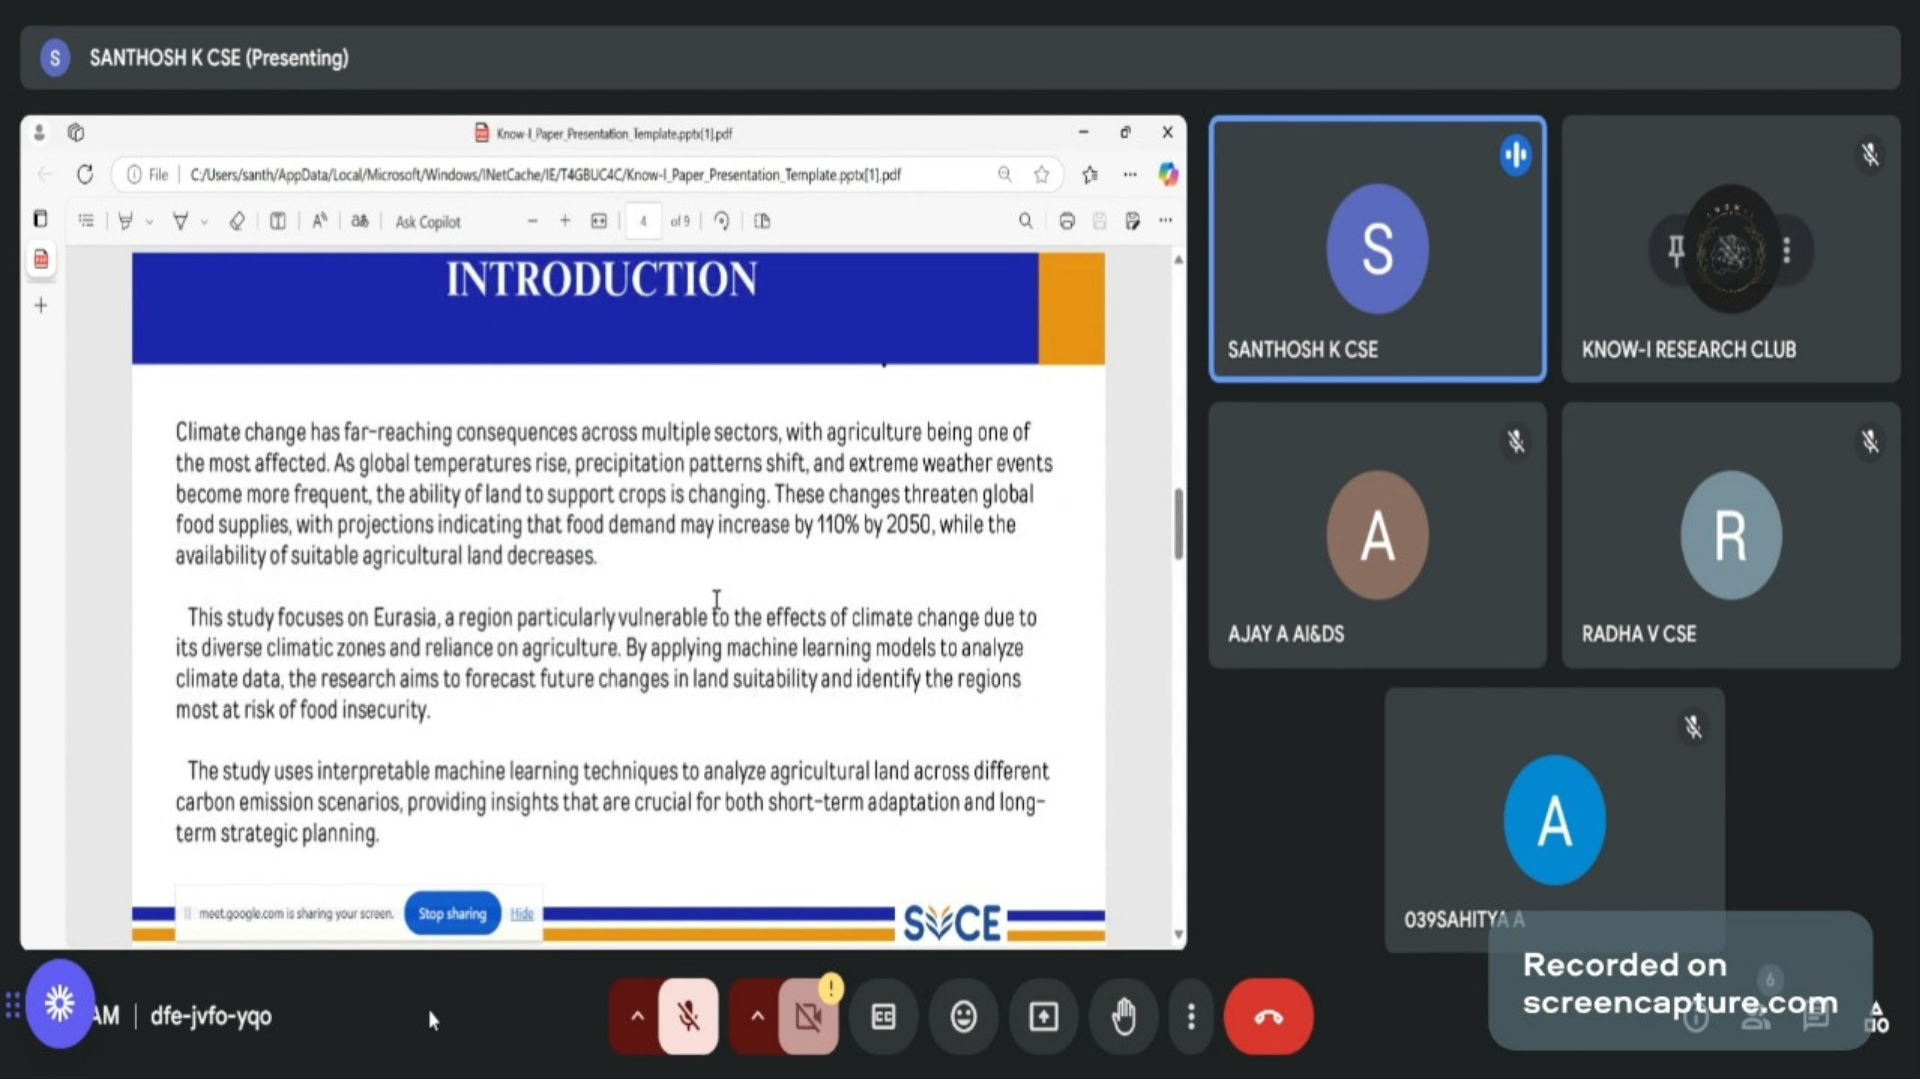 S SANTHOSH K CSE (Presenting)
Know-I_Paper_Presentation_Template.pptx[1].pdf
File C:/Users/santh/AppData/Local/Microsoft/Windows/INetCache/IE/T4GBUC4C/Know-I_Paper_Presentation_Template.pptx[1].pdf
Ask Copilot 4 of 9
INTRODUCTION
Climate change has far-reaching consequences across multiple sectors, with agriculture being one of
the most affected. As global temperatures rise, precipitation patterns shift, and extreme weather events
become more frequent, the ability of land to support crops is changing. These changes threaten global
food supplies, with projections indicating that food demand may increase by 110% by 2050, while the
availability of suitable agricultural land decreases.
This study focuses on Eurasia, a region particularly vulnerable to the effects of climate change due to
its diverse climatic zones and reliance on agriculture. By applying machine learning models to analyze
climate data, the research aims to forecast future changes in land suitability and identify the regions
most at risk of food insecurity.
The study uses interpretable machine learning techniques to analyze agricultural land across different
carbon emission scenarios, providing insights that are crucial for both short-term adaptation and long-
term strategic planning.
meet.google.com is sharing your screen. Stop sharing Hide
SVCE
S
SANTHOSH K CSE
KNOW-I RESEARCH CLUB
A
AJAY A AI&DS
R
RADHA V CSE
A
039SAHITYA A
Recorded on
screencapture.com
6
AM | dfe-jvfo-yqo